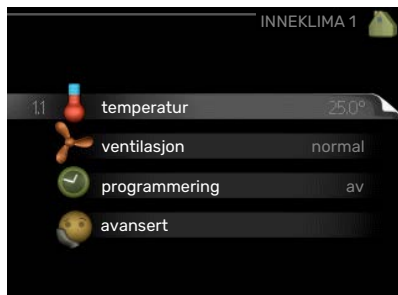 INNEKLIMA 1
1.1 temperatur 25.0°
ventilasjon normal
programmering av
avansert